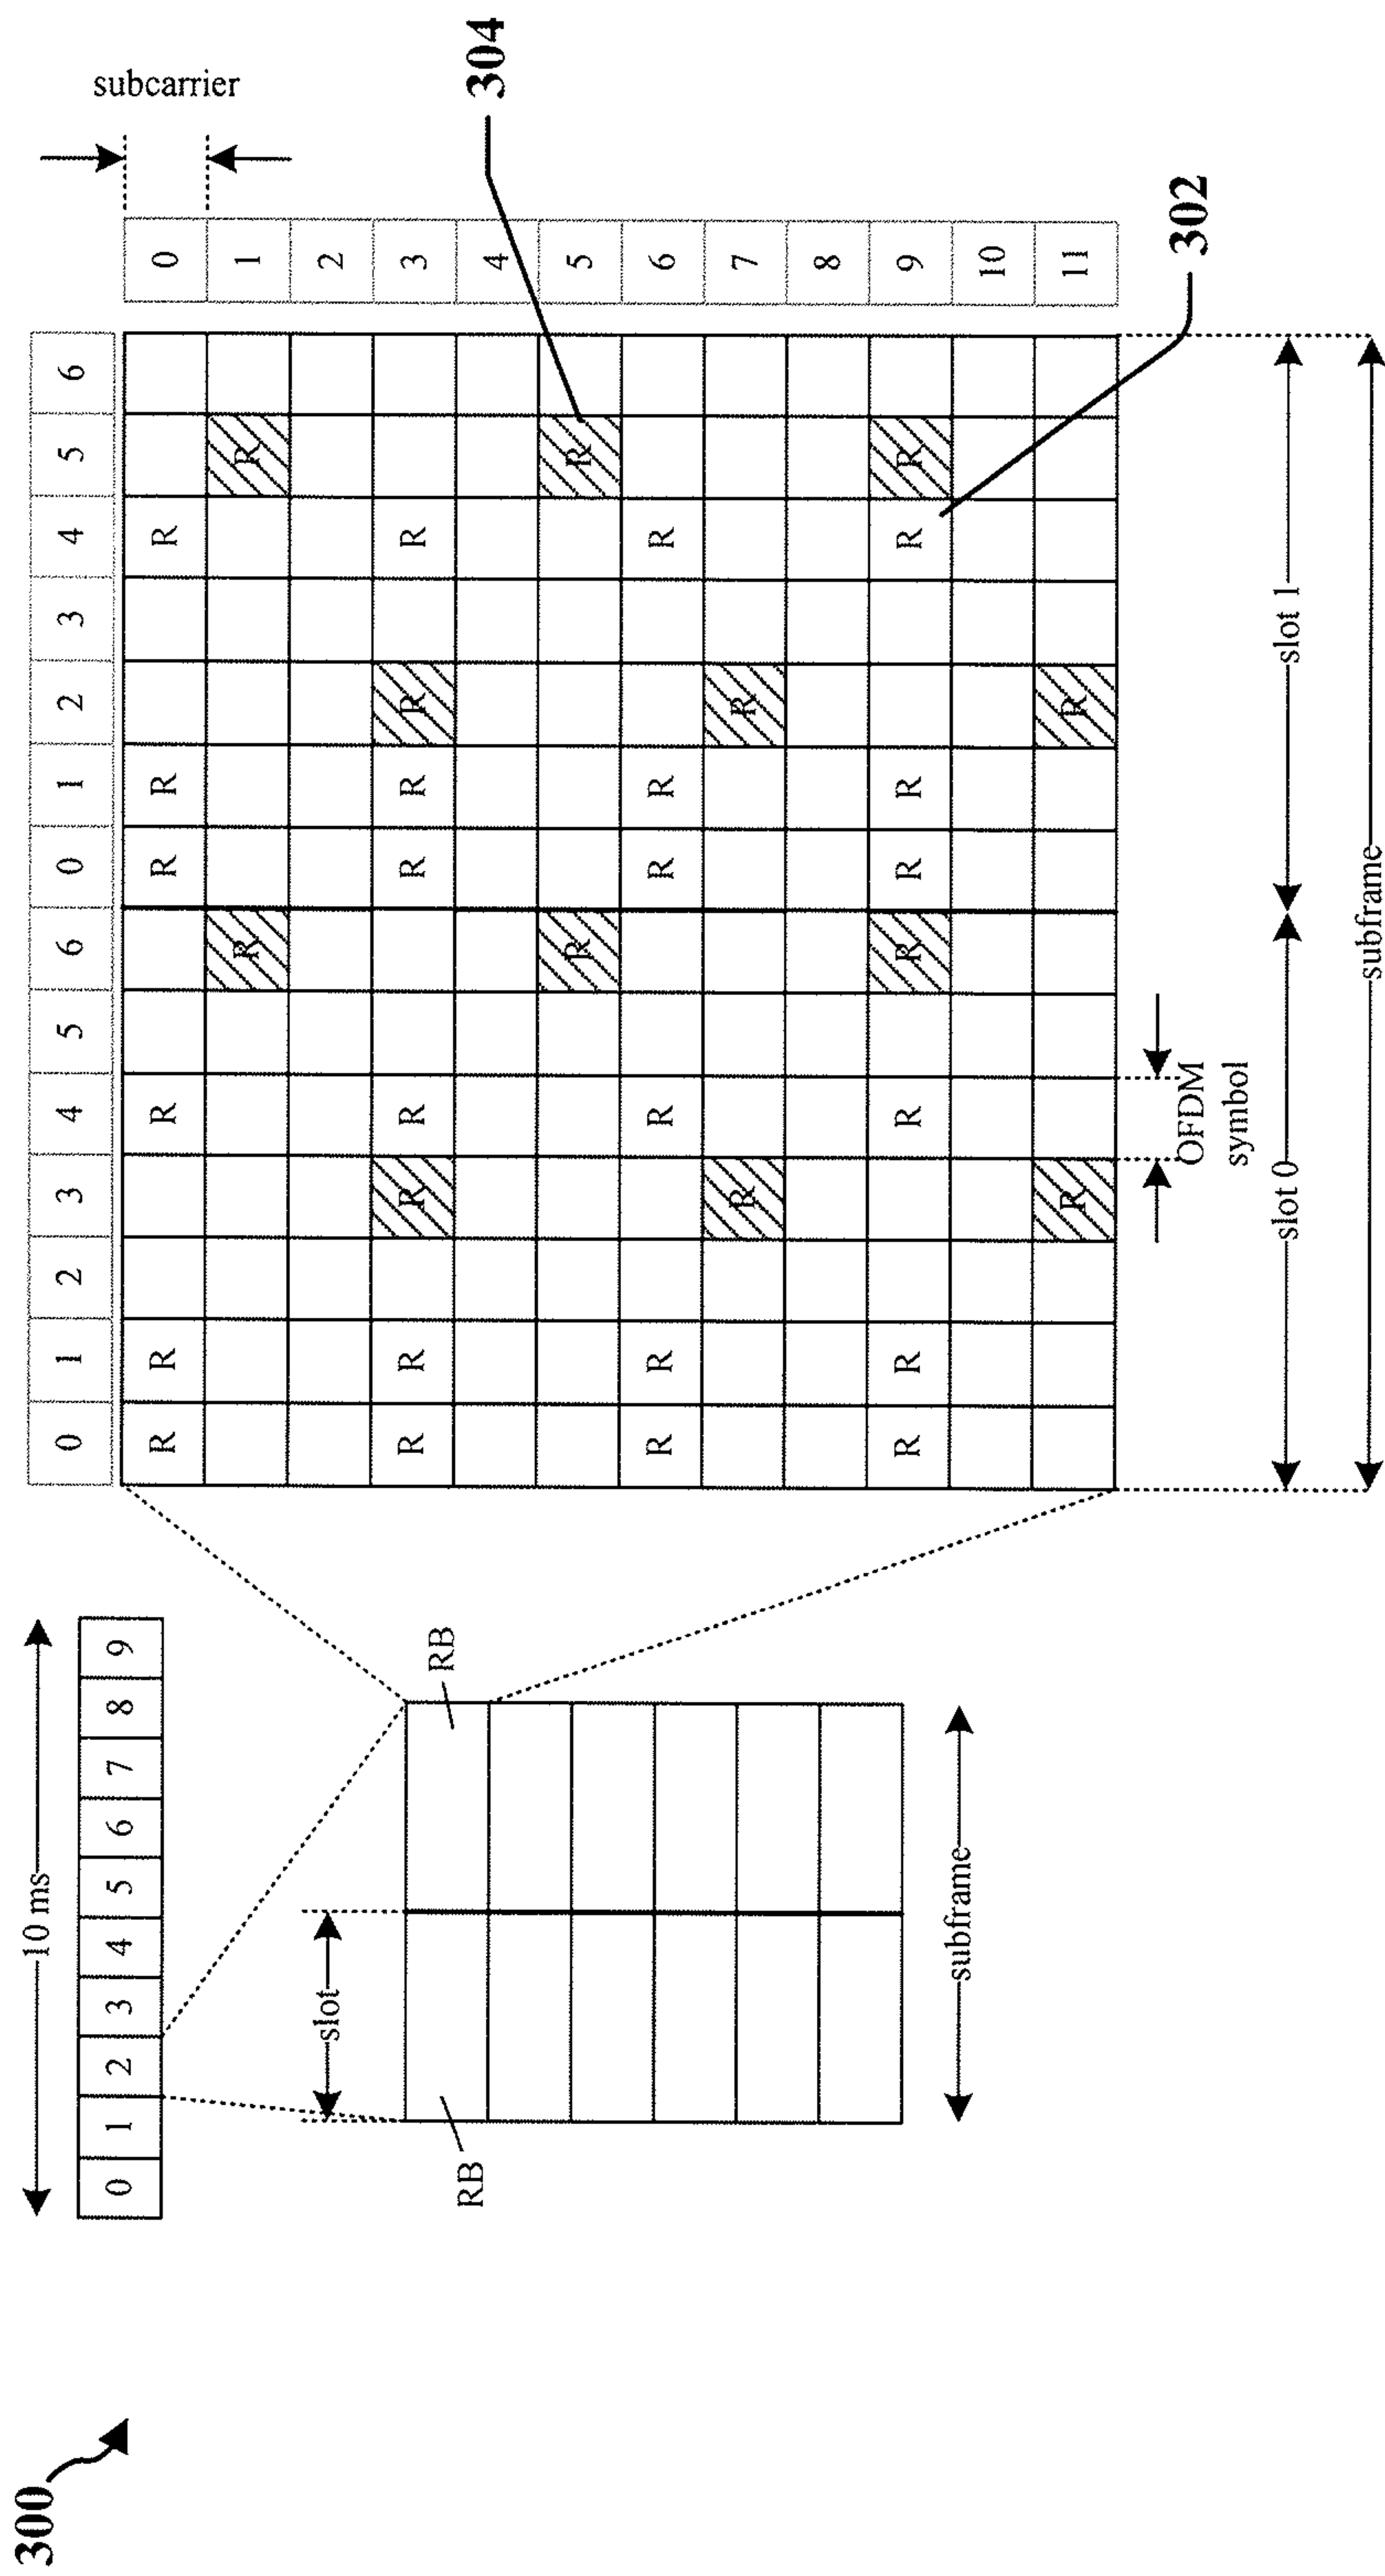 300
10 ms
0 1 2 3 4 5 6 7 8 9
slot
RB
RB
subframe
0 1 2 3 4 5 6 0 1 2 3 4 5 6
subcarrier
R R R R R R 0
R R 1
2
R R R R R R R R 3
4
R R 5
R R R R R R 6
R R 7
8
R R R R R R R R 9
10
R R 11
304
302
OFDM
symbol
slot 0
slot 1
subframe